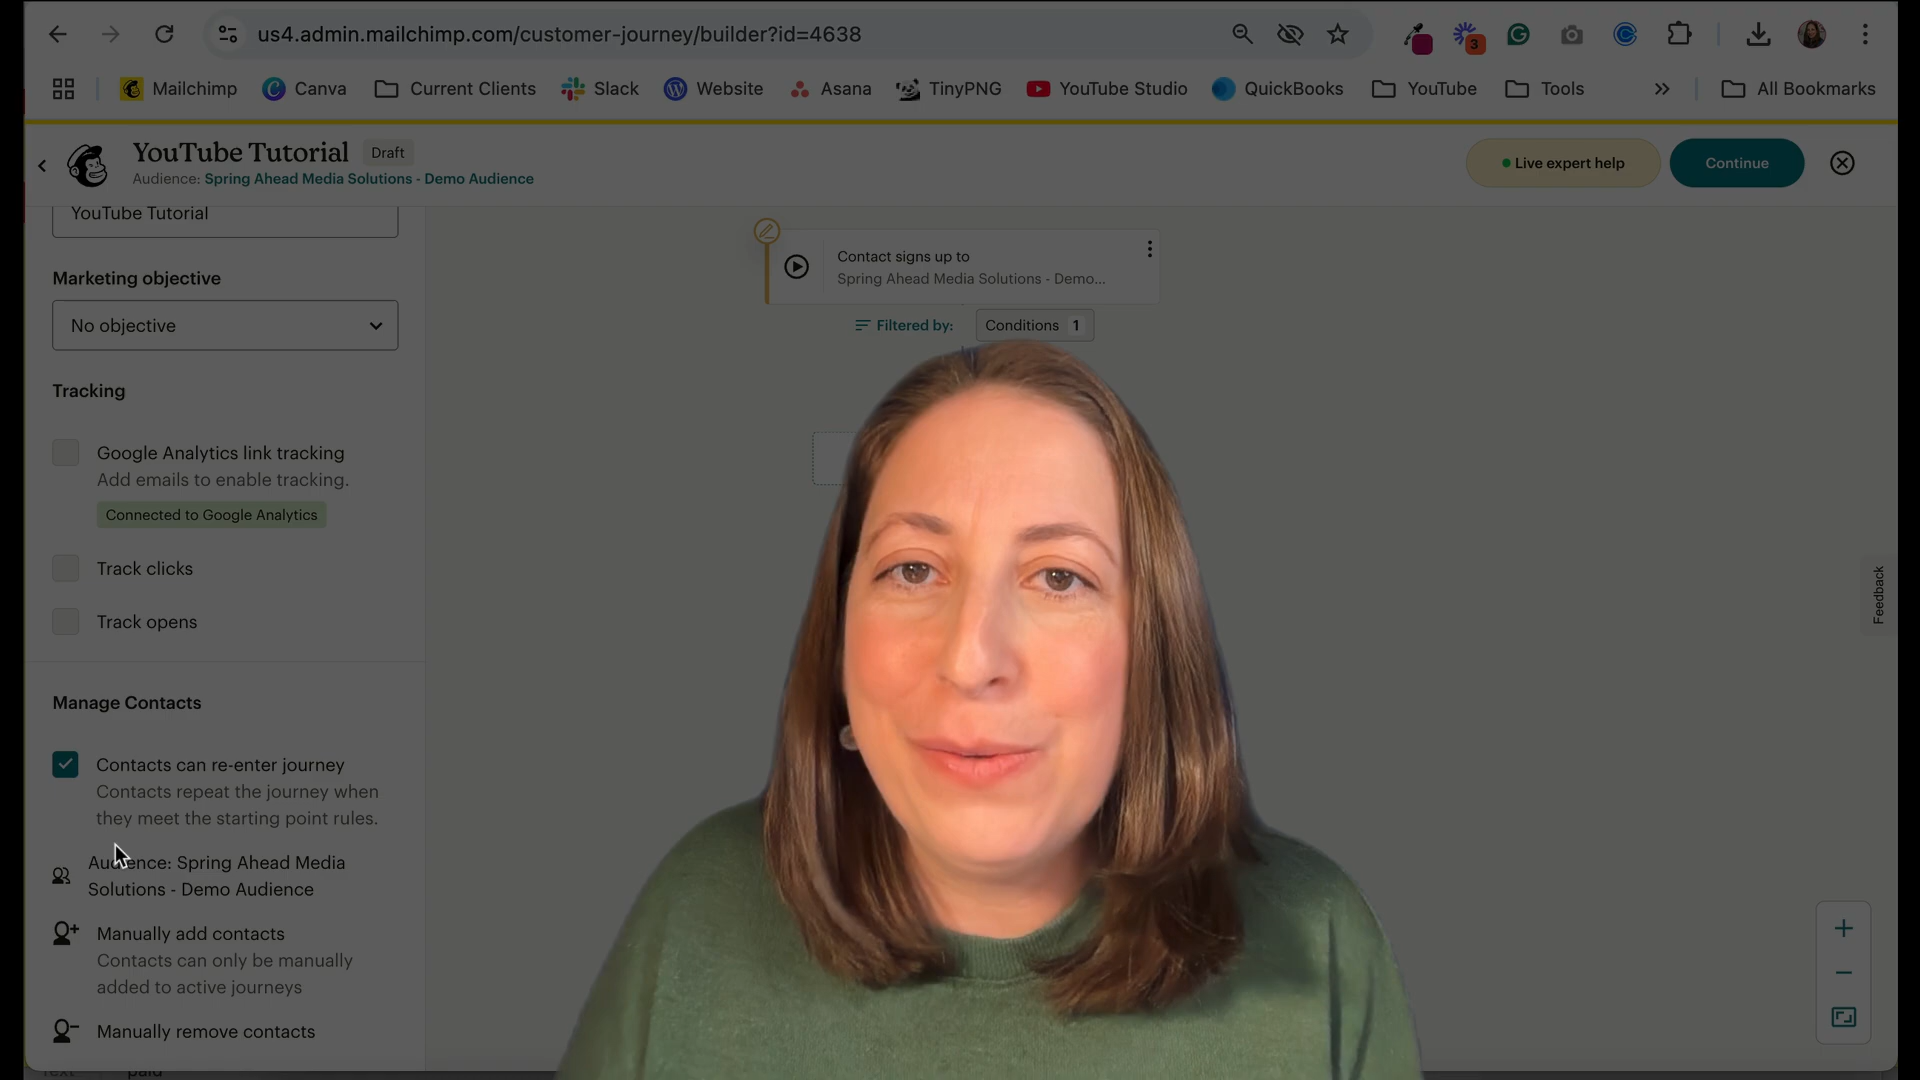 us4.admin.mailchimp.com/customer-journey/builder?id=4638
3
Mailchimp
Canva
Current Clients
Slack
Website
Asana
TinyPNG
YouTube Studio
QuickBooks
YouTube
Tools
All Bookmarks
YouTube Tutorial
Draft
Audience: Spring Ahead Media Solutions - Demo Audience
Live expert help
Continue
YouTube Tutorial
Marketing objective
No objective
Tracking
Google Analytics link tracking
Add emails to enable tracking.
Connected to Google Analytics
Track clicks
Track opens
Manage Contacts
Contacts can re-enter journey
Contacts repeat the journey when
they meet the starting point rules.
Audience: Spring Ahead Media
Solutions - Demo Audience
Manually add contacts
Contacts can only be manually
added to active journeys
Manually remove contacts
Contact signs up to
Spring Ahead Media Solutions - Demo...
Filtered by:
Conditions 1
Feedback